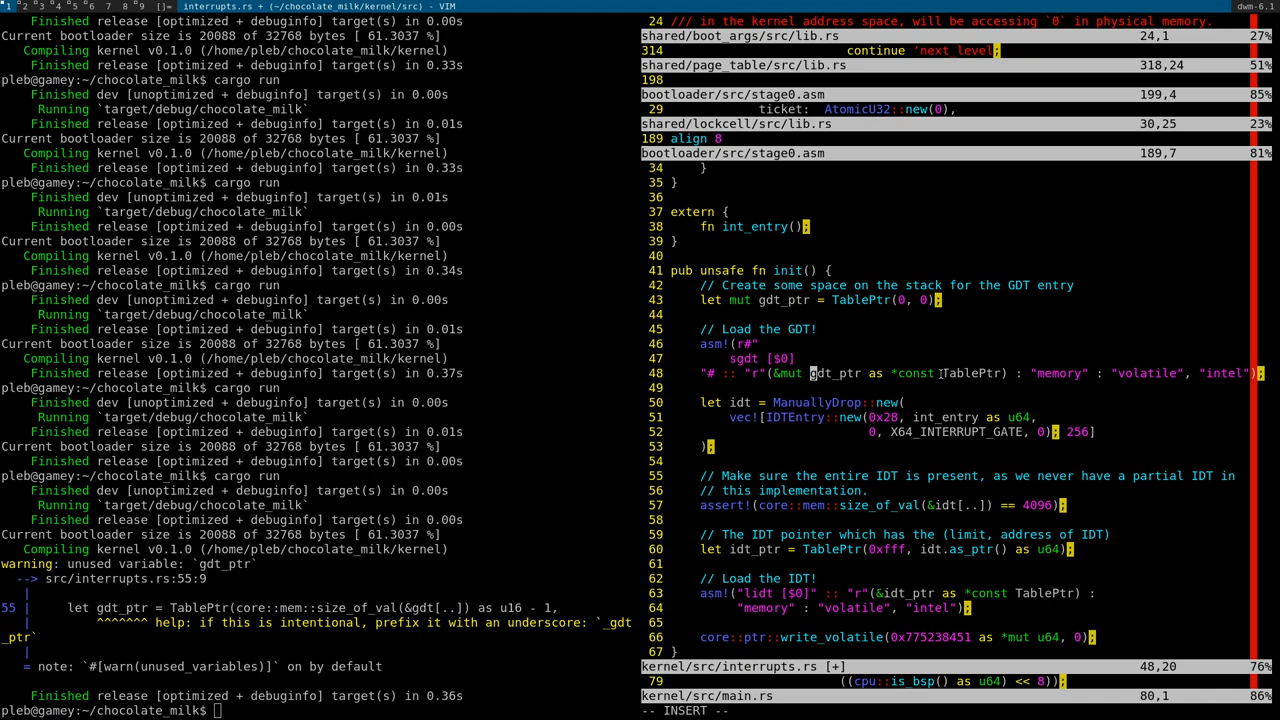 1 2 3 4 5 6 7 8 9 []= interrupts.rs + (~/chocolate_milk/kernel/src) - VIM dwm-6.1
Finished release [optimized + debuginfo] target(s) in 0.00s
Current bootloader size is 20088 of 32768 bytes [ 61.3037 %]
Compiling kernel v0.1.0 (/home/pleb/chocolate_milk/kernel)
Finished release [optimized + debuginfo] target(s) in 0.33s
pleb@gamey:~/chocolate_milk$ cargo run
Finished dev [unoptimized + debuginfo] target(s) in 0.00s
Running `target/debug/chocolate_milk`
Finished release [optimized + debuginfo] target(s) in 0.01s
Current bootloader size is 20088 of 32768 bytes [ 61.3037 %]
Compiling kernel v0.1.0 (/home/pleb/chocolate_milk/kernel)
Finished release [optimized + debuginfo] target(s) in 0.33s
pleb@gamey:~/chocolate_milk$ cargo run
Finished dev [unoptimized + debuginfo] target(s) in 0.01s
Running `target/debug/chocolate_milk`
Finished release [optimized + debuginfo] target(s) in 0.00s
Current bootloader size is 20088 of 32768 bytes [ 61.3037 %]
Compiling kernel v0.1.0 (/home/pleb/chocolate_milk/kernel)
Finished release [optimized + debuginfo] target(s) in 0.34s
pleb@gamey:~/chocolate_milk$ cargo run
Finished dev [unoptimized + debuginfo] target(s) in 0.00s
Running `target/debug/chocolate_milk`
Finished release [optimized + debuginfo] target(s) in 0.01s
Current bootloader size is 20088 of 32768 bytes [ 61.3037 %]
Compiling kernel v0.1.0 (/home/pleb/chocolate_milk/kernel)
Finished release [optimized + debuginfo] target(s) in 0.37s
pleb@gamey:~/chocolate_milk$ cargo run
Finished dev [unoptimized + debuginfo] target(s) in 0.00s
Running `target/debug/chocolate_milk`
Finished release [optimized + debuginfo] target(s) in 0.01s
Current bootloader size is 20088 of 32768 bytes [ 61.3037 %]
Finished release [optimized + debuginfo] target(s) in 0.00s
pleb@gamey:~/chocolate_milk$ cargo run
Finished dev [unoptimized + debuginfo] target(s) in 0.00s
Running `target/debug/chocolate_milk`
Finished release [optimized + debuginfo] target(s) in 0.00s
Current bootloader size is 20088 of 32768 bytes [ 61.3037 %]
Compiling kernel v0.1.0 (/home/pleb/chocolate_milk/kernel)
warning: unused variable: `gdt_ptr`
--> src/interrupts.rs:55:9
|
55 | let gdt_ptr = TablePtr(core::mem::size_of_val(&gdt[..]) as u16 - 1,
| ^^^^^^^ help: if this is intentional, prefix it with an underscore: `_gdt
_ptr`
|
= note: `#[warn(unused_variables)]` on by default
Finished release [optimized + debuginfo] target(s) in 0.36s
pleb@gamey:~/chocolate_milk$
24 /// in the kernel address space, will be accessing `0` in physical memory.
shared/boot_args/src/lib.rs 24,1 27%
314 continue 'next_level;
shared/page_table/src/lib.rs 318,24 51%
198
bootloader/src/stage0.asm 199,4 85%
29 ticket: AtomicU32::new(0),
shared/lockcell/src/lib.rs 30,25 23%
189 align 8
bootloader/src/stage0.asm 189,7 81%
34 }
35 }
36
37 extern {
38 fn int_entry();
39 }
40
41 pub unsafe fn init() {
42 // Create some space on the stack for the GDT entry
43 let mut gdt_ptr = TablePtr(0, 0);
44
45 // Load the GDT!
46 asm!(r#"
47 sgdt [$0]
48 "# :: "r"(&mut gdt_ptr as *const TablePtr) : "memory" : "volatile", "intel");
49
50 let idt = ManuallyDrop::new(
51 vec![IDTEntry::new(0x28, int_entry as u64,
52 0, X64_INTERRUPT_GATE, 0); 256]
53 );
54
55 // Make sure the entire IDT is present, as we never have a partial IDT in
56 // this implementation.
57 assert!(core::mem::size_of_val(&idt[..]) == 4096);
58
59 // The IDT pointer which has the (limit, address of IDT)
60 let idt_ptr = TablePtr(0xfff, idt.as_ptr() as u64);
61
62 // Load the IDT!
63 asm!("lidt [$0]" :: "r"(&idt_ptr as *const TablePtr) :
64 "memory" : "volatile", "intel");
65
66 core::ptr::write_volatile(0x775238451 as *mut u64, 0);
67 }
kernel/src/interrupts.rs [+] 48,20 76%
79 ((cpu::is_bsp() as u64) << 8));
kernel/src/main.rs 80,1 86%
-- INSERT --